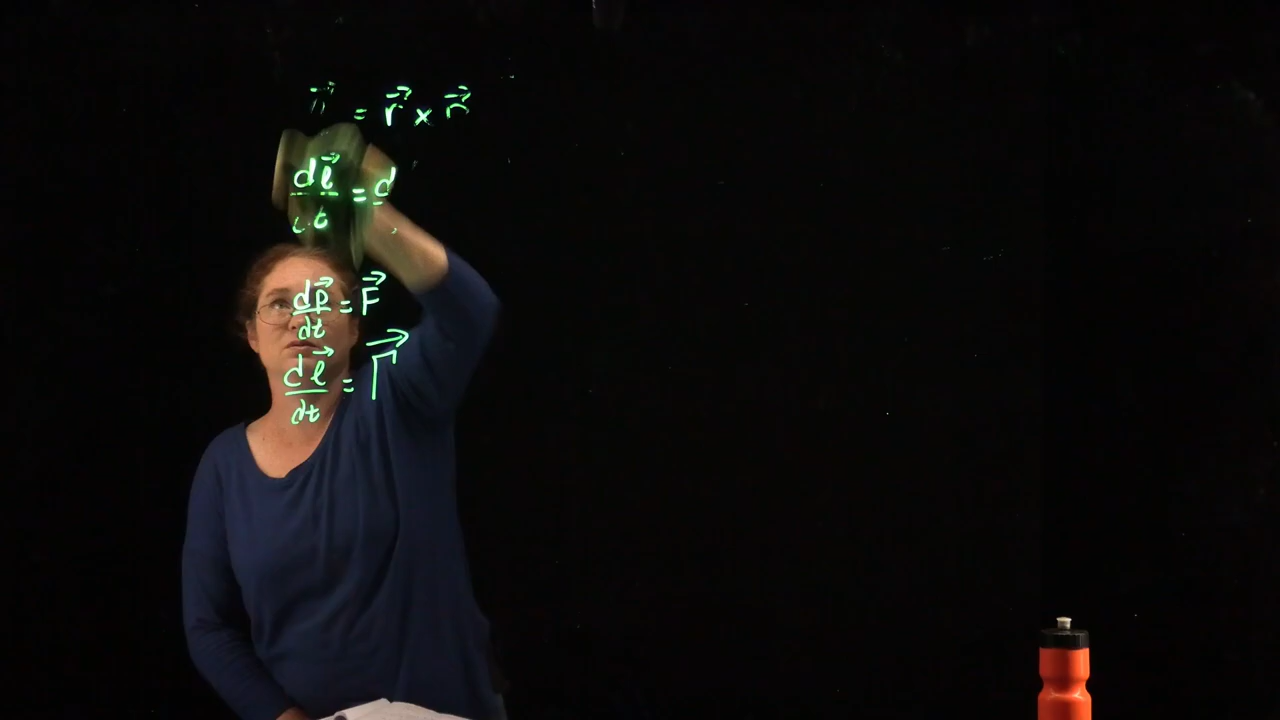 = r⃗ × 
dℓ⃗/dt = d
dp⃗/dt = F⃗
dℓ⃗/dt = Γ⃗